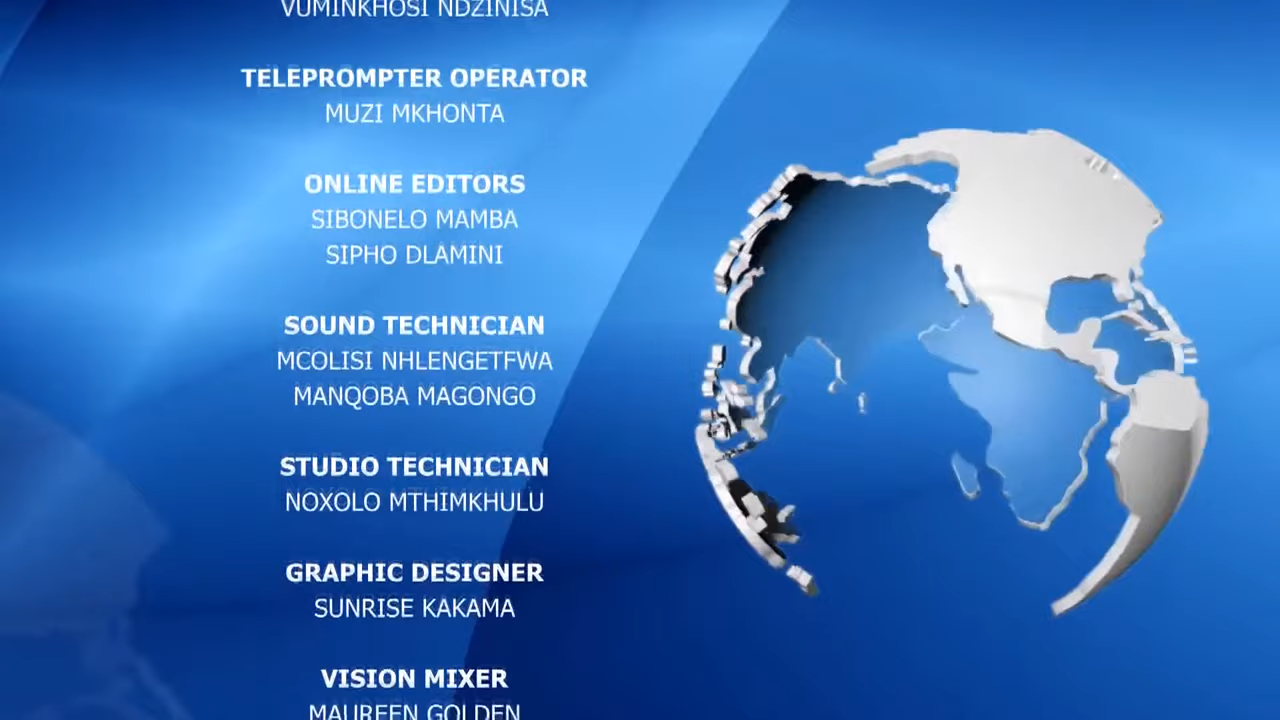 VUMINKHOSI NDZINISA
TELEPROMPTER OPERATOR
MUZI MKHONTA
ONLINE EDITORS
SIBONELO MAMBA
SIPHO DLAMINI
SOUND TECHNICIAN
MCOLISI NHLENGETFWA
MANQOBA MAGONGO
STUDIO TECHNICIAN
NOXOLO MTHIMKHULU
GRAPHIC DESIGNER
SUNRISE KAKAMA
VISION MIXER
MAUREEN GOLDEN